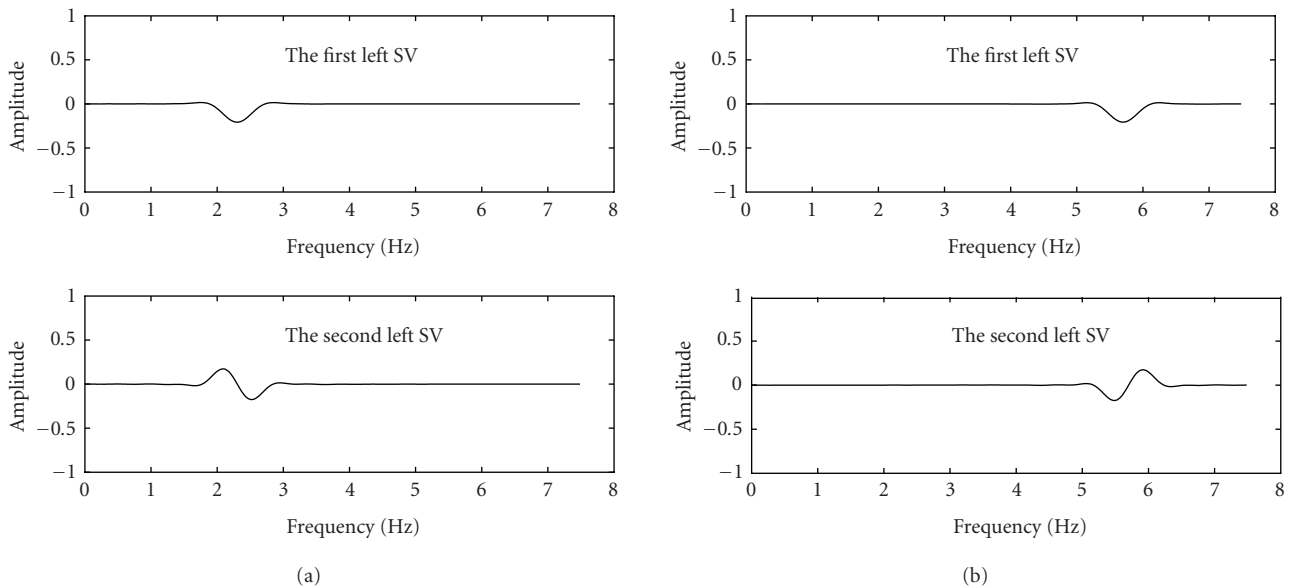 1
0.5
0
−0.5
−1
Amplitude
The first left SV
0 1 2 3 4 5 6 7 8
Frequency (Hz)
1
0.5
0
−0.5
−1
Amplitude
The first left SV
0 1 2 3 4 5 6 7 8
Frequency (Hz)
1
0.5
0
−0.5
−1
Amplitude
The second left SV
0 1 2 3 4 5 6 7 8
Frequency (Hz)
1
0.5
0
−0.5
−1
Amplitude
The second left SV
0 1 2 3 4 5 6 7 8
Frequency (Hz)
(a)
(b)